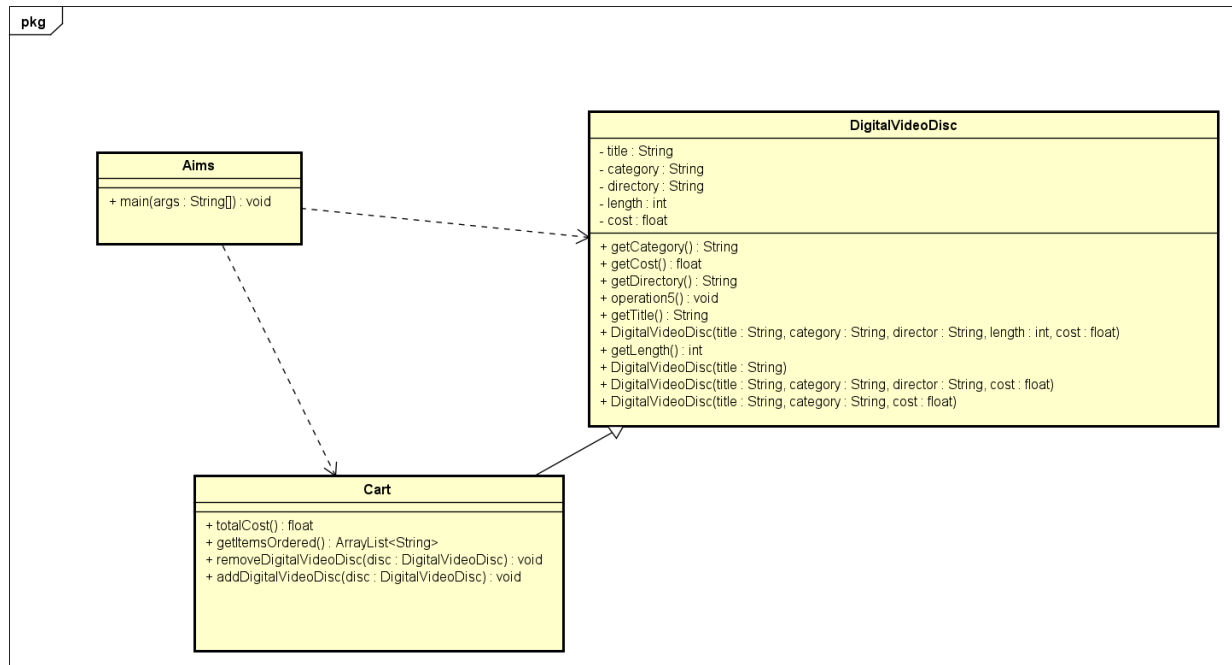 pkg
Aims
+ main(args : String[]) : void
DigitalVideoDisc
- title : String
- category : String
- directory : String
- length : int
- cost : float
+ getCategory() : String
+ getCost() : float
+ getDirectory() : String
+ operation5() : void
+ getTitle() : String
+ DigitalVideoDisc(title : String, category : String, director : String, length : int, cost : float)
+ getLength() : int
+ DigitalVideoDisc(title : String)
+ DigitalVideoDisc(title : String, category : String, director : String, cost : float)
+ DigitalVideoDisc(title : String, category : String, cost : float)
Cart
+ totalCost() : float
+ getItemsOrdered() : ArrayList<String>
+ removeDigitalVideoDisc(disc : DigitalVideoDisc) : void
+ addDigitalVideoDisc(disc : DigitalVideoDisc) : void